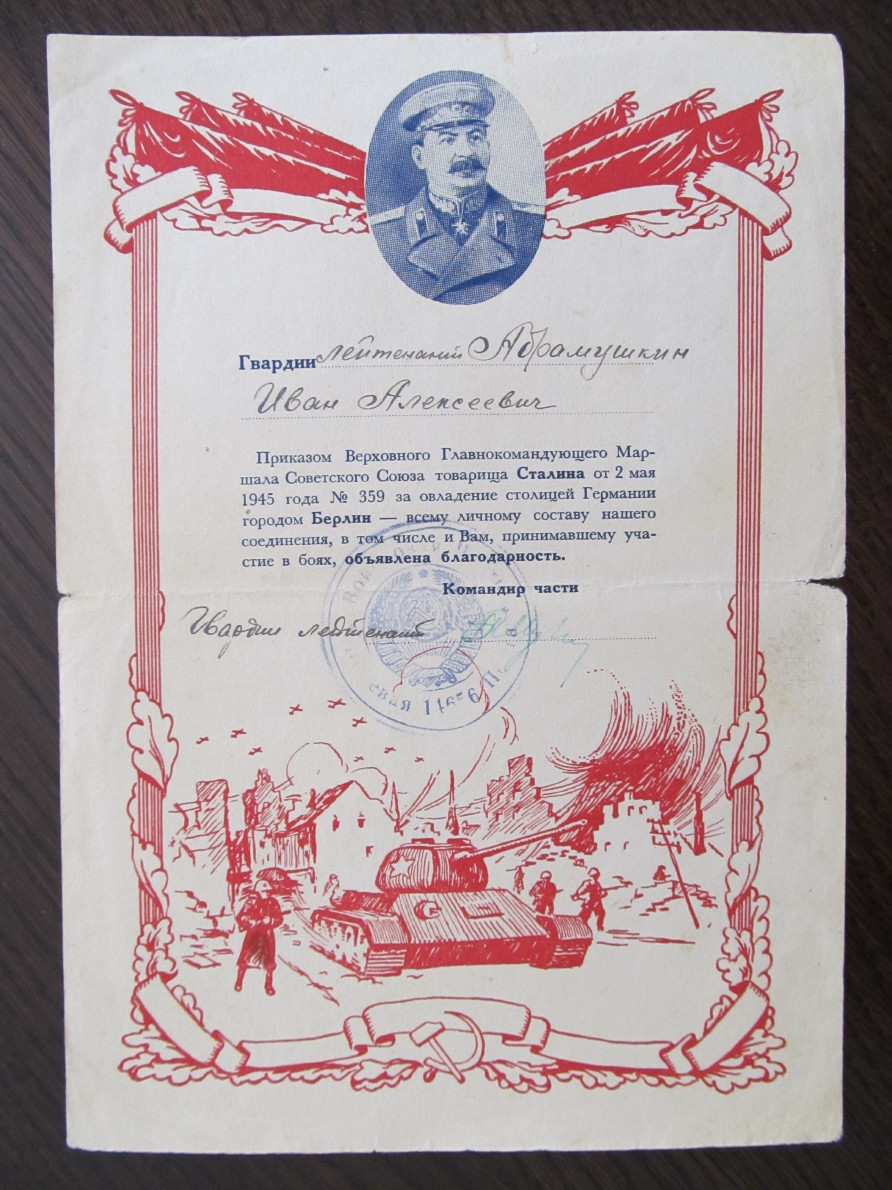 Гвардии лейтенант Абрамушкин
Иван Алексеевич
Приказом Верховного Главнокомандующего Мар-
шала Советского Союза товарища Сталина от 2 мая
1945 года № 359 за овладение столицей Германии
городом Берлин — всему личному составу нашего
соединения, в том числе и Вам, принимавшему уча-
стие в боях, объявлена благодарность.
Командир части
Гвардии лейтенант